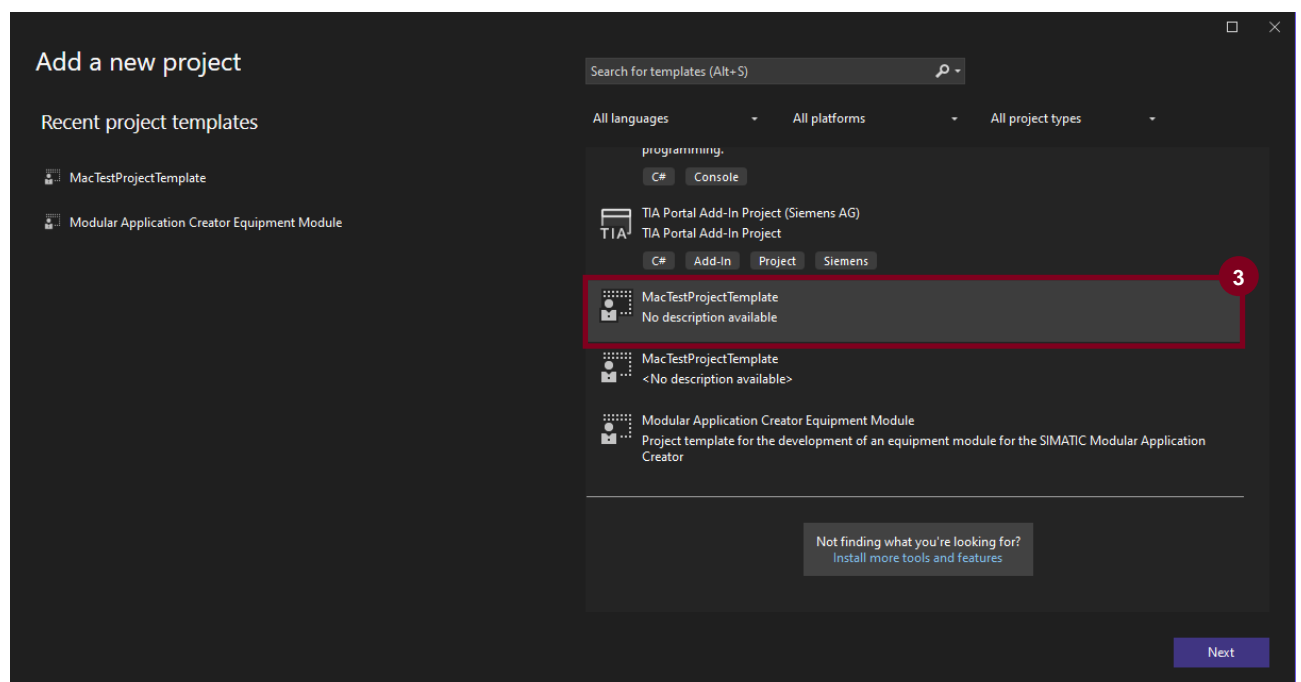 Add a new project
Search for templates (Alt+S)
Recent project templates
All languages
All platforms
All project types
MacTestProjectTemplate
Modular Application Creator Equipment Module
programming.
C#
Console
TIA
TIA Portal Add-In Project (Siemens AG)
TIA Portal Add-In Project
C#
Add-In
Project
Siemens
3
MacTestProjectTemplate
No description available
MacTestProjectTemplate
<No description available>
Modular Application Creator Equipment Module
Project template for the development of an equipment module for the SIMATIC Modular Application
Creator
Not finding what you're looking for?
Install more tools and features
Next